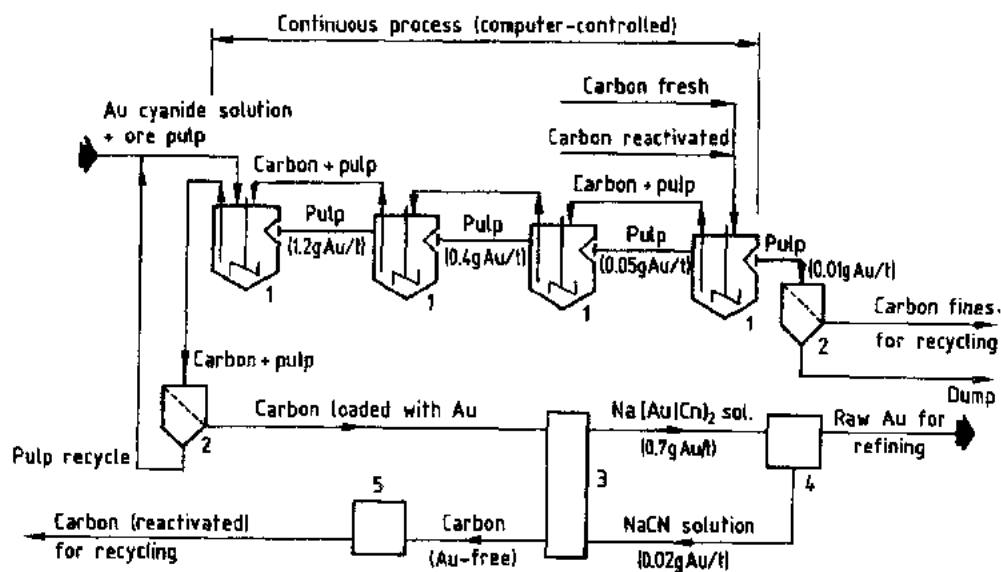 Continuous process (computer-controlled)
Carbon fresh
Au cyanide solution
+ ore pulp
Carbon reactivated
Carbon + pulp
Carbon + pulp
Pulp
(1.2g Au/t)
Pulp
(0.4g Au/t)
Pulp
(0.05g Au/t)
Pulp
(0.01g Au/t)
1
1
1
1
2
Carbon fines.
for recycling
Dump
Carbon + pulp
2
Pulp recycle
Carbon loaded with Au
Na[Au(Cn)2 sol.
(0.7g Au/t)
Raw Au for
refining
3
4
5
Carbon (reactivated)
for recycling
Carbon
(Au-free)
NaCN solution
(0.02g Au/t)